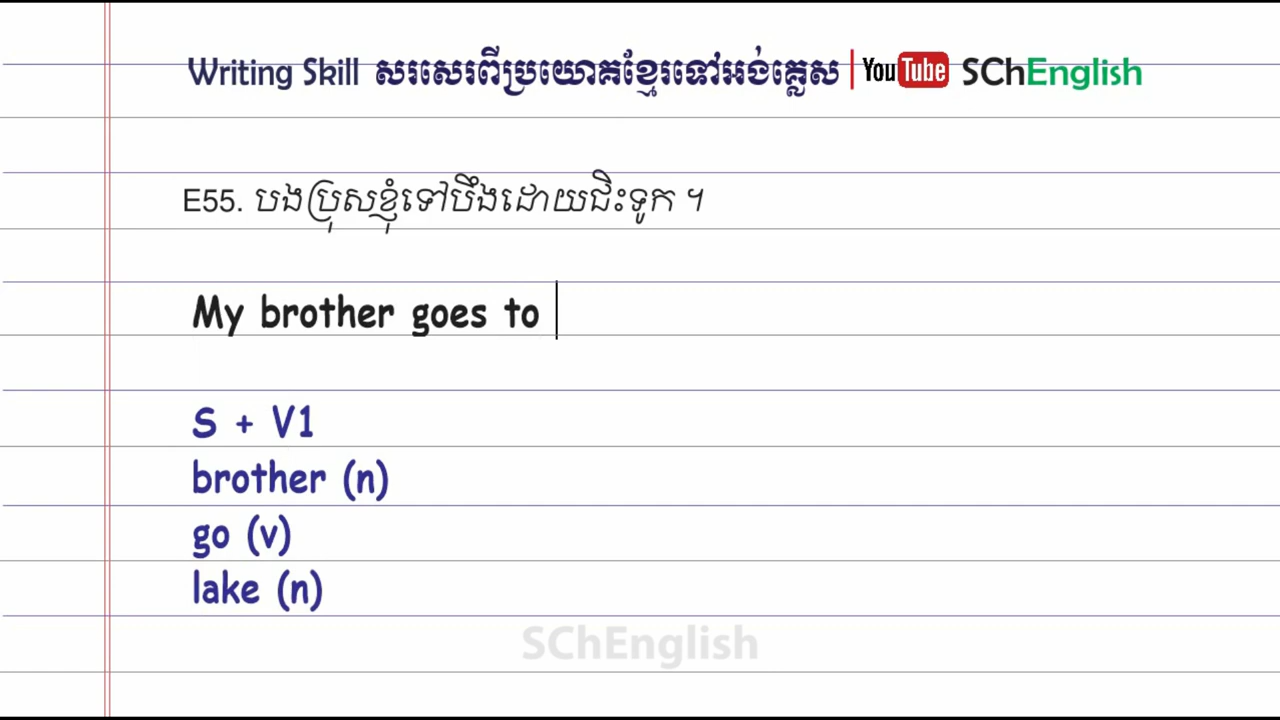 Writing Skill សរសេរពីប្រយោគខ្មែរទៅអង់គ្លេស | YouTube SChEnglish
E55. បងប្រុសខ្ញុំទៅបឹងដោយជិះទូក ។
My brother goes to
S + V1
brother (n)
go (v)
lake (n)
SChEnglish